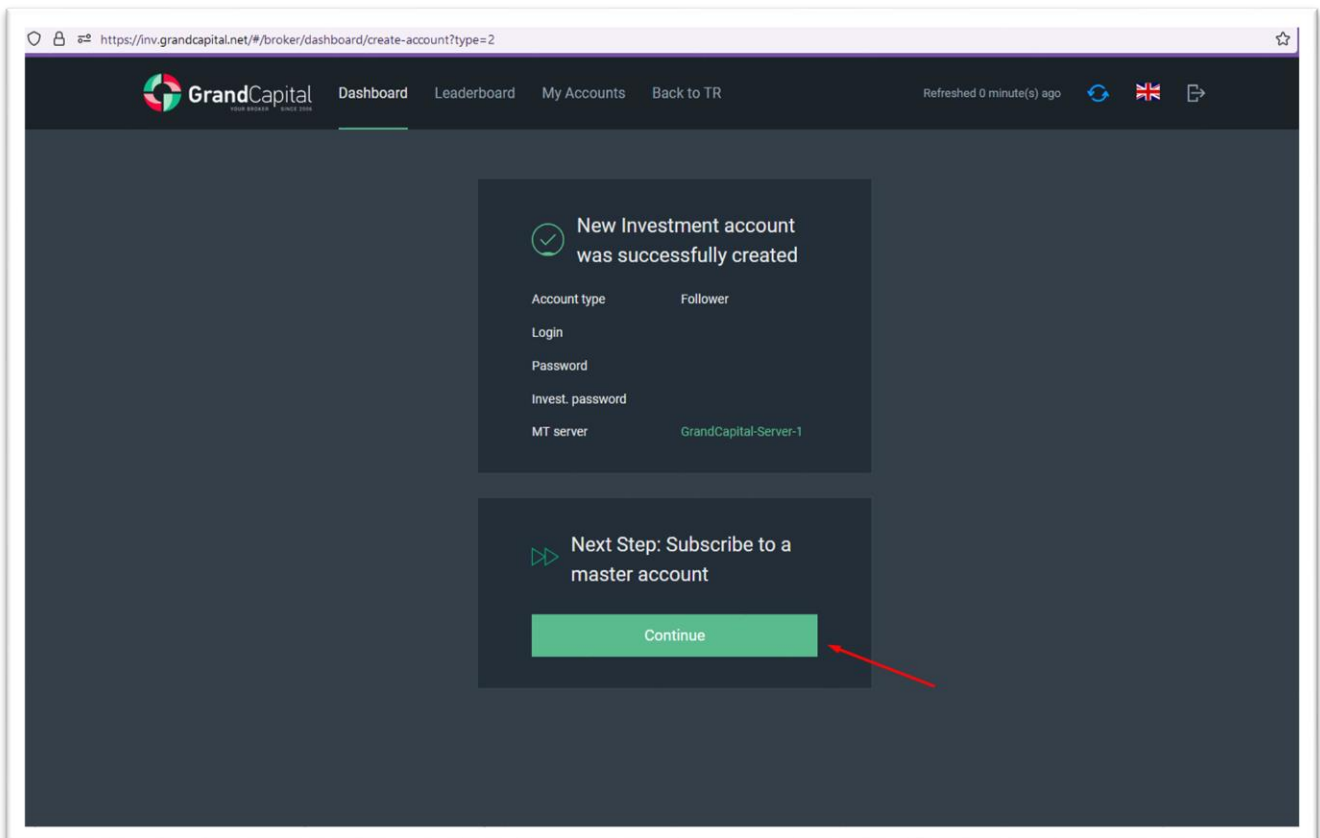 https://inv.grandcapital.net/#/broker/dashboard/create-account?type=2
GrandCapital Dashboard Leaderboard My Accounts Back to TR Refreshed 0 minute(s) ago
YOUR BROKER SINCE 2006
New Investment account
was successfully created
Account type Follower
Login
Password
Invest. password
MT server GrandCapital-Server-1
Next Step: Subscribe to a
master account
Continue